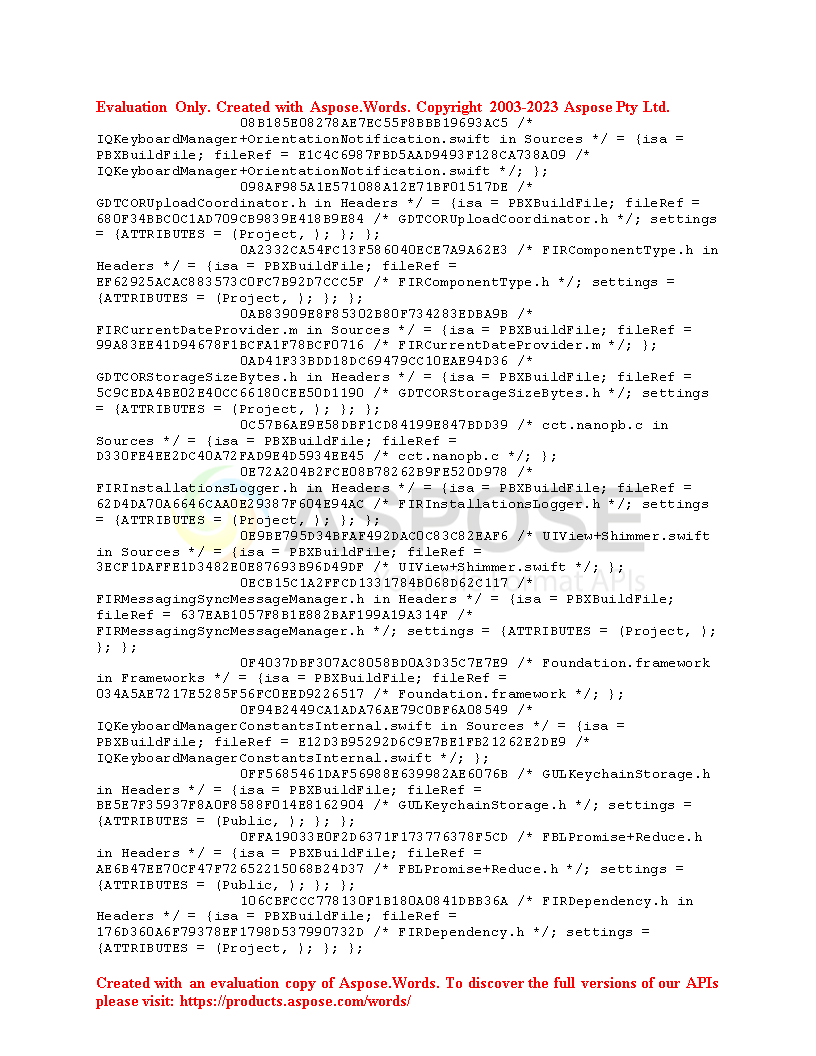 Evaluation Only. Created with Aspose.Words. Copyright 2003-2023 Aspose Pty Ltd.
08B185E08278AE7EC55F8BBB19693AC5 /*
IQKeyboardManager+OrientationNotification.swift in Sources */ = {isa =
PBXBuildFile; fileRef = E1C4C6987FBD5AAD9493F128CA738A09 /*
IQKeyboardManager+OrientationNotification.swift */; };
098AF985A1E571088A12E71BF01517DE /*
GDTCORUploadCoordinator.h in Headers */ = {isa = PBXBuildFile; fileRef =
680F34BBC0C1AD709CB9839E418B9E84 /* GDTCORUploadCoordinator.h */; settings
= {ATTRIBUTES = (Project, ); }; };
0A2332CA54FC13F586040ECE7A9A62E3 /* FIRComponentType.h in
Headers */ = {isa = PBXBuildFile; fileRef =
EF62925ACAC883573C0FC7B92D7CCC5F /* FIRComponentType.h */; settings =
{ATTRIBUTES = (Project, ); }; };
0AB83909E8F85302B80F734283EDBA9B /*
FIRCurrentDateProvider.m in Sources */ = {isa = PBXBuildFile; fileRef =
99A83EE41D94678F1BCFA1F78BCF0716 /* FIRCurrentDateProvider.m */; };
0AD41F33BDD18DC69479CC10EAE94D36 /*
GDTCORStorageSizeBytes.h in Headers */ = {isa = PBXBuildFile; fileRef =
5C9CEDA4BE02E40CC66180CEE50D1190 /* GDTCORStorageSizeBytes.h */; settings
= {ATTRIBUTES = (Project, ); }; };
0C57B6AE9E58DBF1CD84199E847BDD39 /* cct.nanopb.c in
Sources */ = {isa = PBXBuildFile; fileRef =
D330FE4EE2DC40A72FAD9E4D5934EE45 /* cct.nanopb.c */; };
0E72A204B2FCE08B78262B9FE520D978 /*
FIRInstallationsLogger.h in Headers */ = {isa = PBXBuildFile; fileRef =
62D4DA70A6646CAA0E29387F604E94AC /* FIRInstallationsLogger.h */; settings
= {ATTRIBUTES = (Project, ); }; };
0E9BE795D34BFAF492DAC0C83C82EAF6 /* UIView+Shimmer.swift
in Sources */ = {isa = PBXBuildFile; fileRef =
3ECF1DAFFE1D3482E0E87693B96D49DF /* UIView+Shimmer.swift */; };
0ECB15C1A2FFCD1331784B068D62C117 /*
FIRMessagingSyncMessageManager.h in Headers */ = {isa = PBXBuildFile;
fileRef = 637EAB1057F8B1E882BAF199A19A314F /*
FIRMessagingSyncMessageManager.h */; settings = {ATTRIBUTES = (Project, );
}; };
0F4037DBF307AC8058BD0A3D35C7E7E9 /* Foundation.framework
in Frameworks */ = {isa = PBXBuildFile; fileRef =
034A5AE7217E5285F56FC0EED9226517 /* Foundation.framework */; };
0F94B2449CA1ADA76AE79C0BF6A08549 /*
IQKeyboardManagerConstantsInternal.swift in Sources */ = {isa =
PBXBuildFile; fileRef = E12D3B95292D6C9E7BE1FB21262E2DE9 /*
IQKeyboardManagerConstantsInternal.swift */; };
0FF5685461DAF56988E639982AE6076B /* GULKeychainStorage.h
in Headers */ = {isa = PBXBuildFile; fileRef =
BE5E7F35937F8A0F8588F014E8162904 /* GULKeychainStorage.h */; settings =
{ATTRIBUTES = (Public, ); }; };
0FFA19033E0F2D6371F173776378F5CD /* FBLPromise+Reduce.h
in Headers */ = {isa = PBXBuildFile; fileRef =
AE6B47EE70CF47F72652215068B24D37 /* FBLPromise+Reduce.h */; settings =
{ATTRIBUTES = (Public, ); }; };
106CBFCCC778130F1B180A0841DBB36A /* FIRDependency.h in
Headers */ = {isa = PBXBuildFile; fileRef =
176D360A6F79378EF1798D537990732D /* FIRDependency.h */; settings =
{ATTRIBUTES = (Project, ); }; };
ASPOSE
Created with an evaluation copy of Aspose.Words. To discover the full versions of our APIs
please visit: https://products.aspose.com/words/